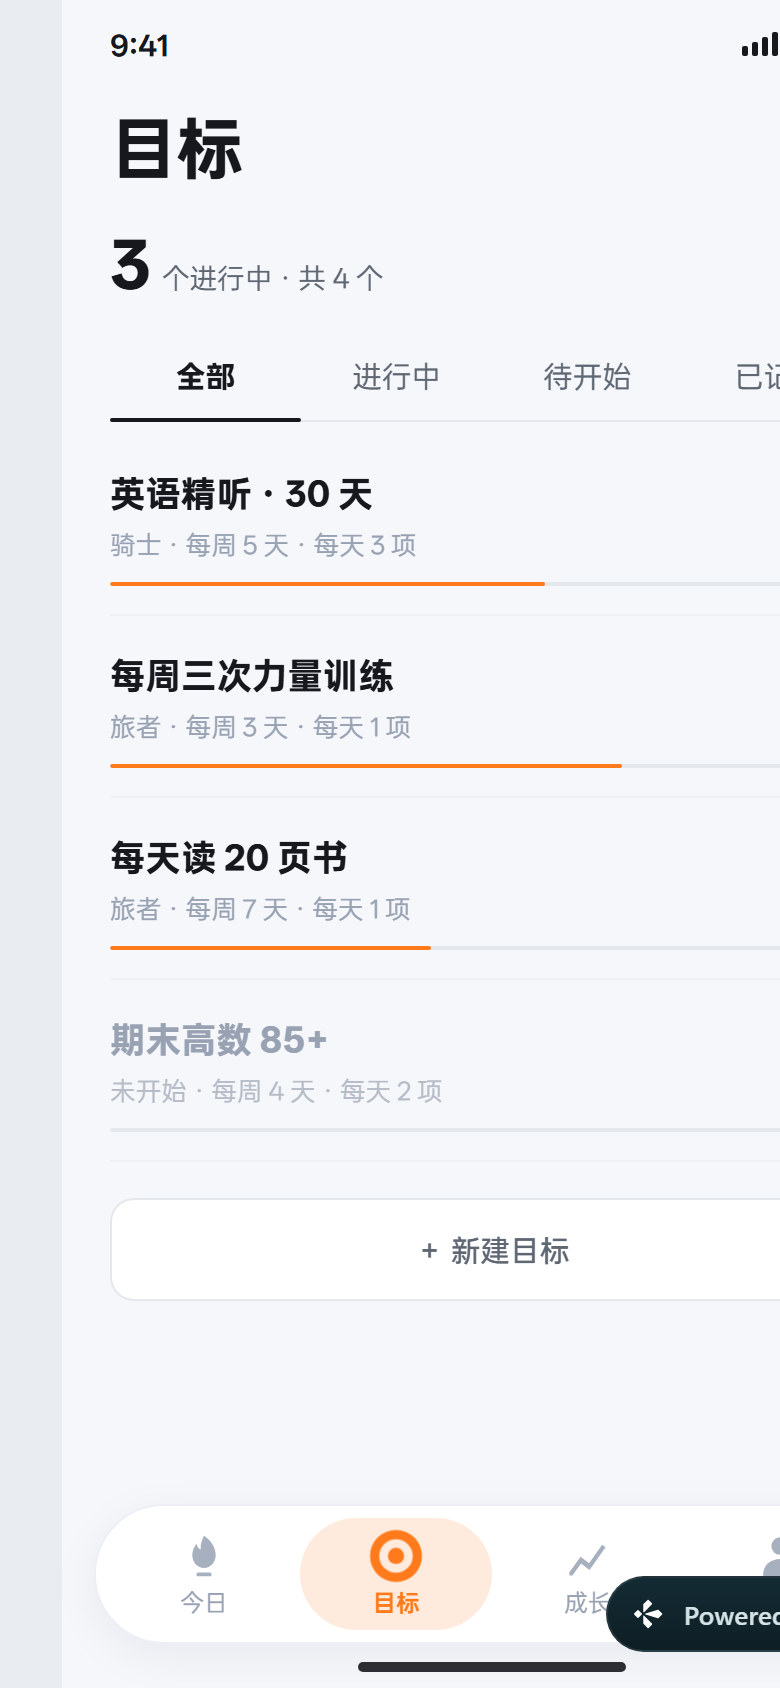 9:41
目标
3 个进行中 · 共 4 个
全部 进行中 待开始 已
英语精听 · 30 天
骑士 · 每周 5 天 · 每天 3 项
每周三次力量训练
旅者 · 每周 3 天 · 每天 1 项
每天读 20 页书
旅者 · 每周 7 天 · 每天 1 项
期末高数 85+
未开始 · 每周 4 天 · 每天 2 项
+ 新建目标
今日 目标 成长
Powered